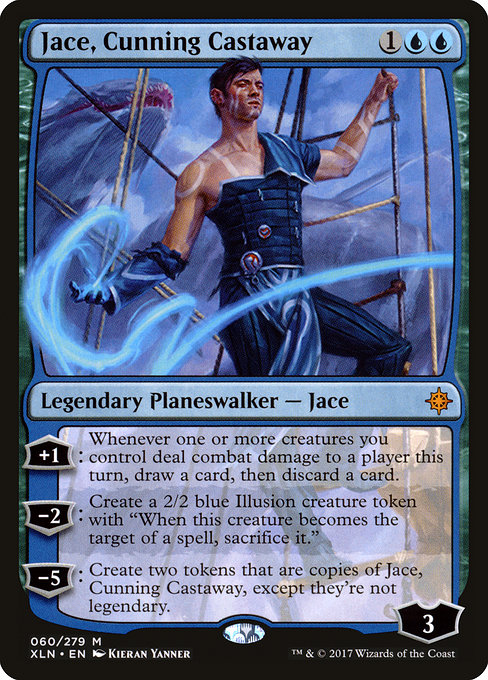 Jace, Cunning Castaway 1
Legendary Planeswalker — Jace
+1: Whenever one or more creatures you
control deal combat damage to a player this
turn, draw a card, then discard a card.
−2: Create a 2/2 blue Illusion creature token
with “When this creature becomes the
target of a spell, sacrifice it.”
−5: Create two tokens that are copies of Jace,
Cunning Castaway, except they’re not
legendary.
3
060/279 M
XLN • EN Kieran Yanner
™ & © 2017 Wizards of the Coast